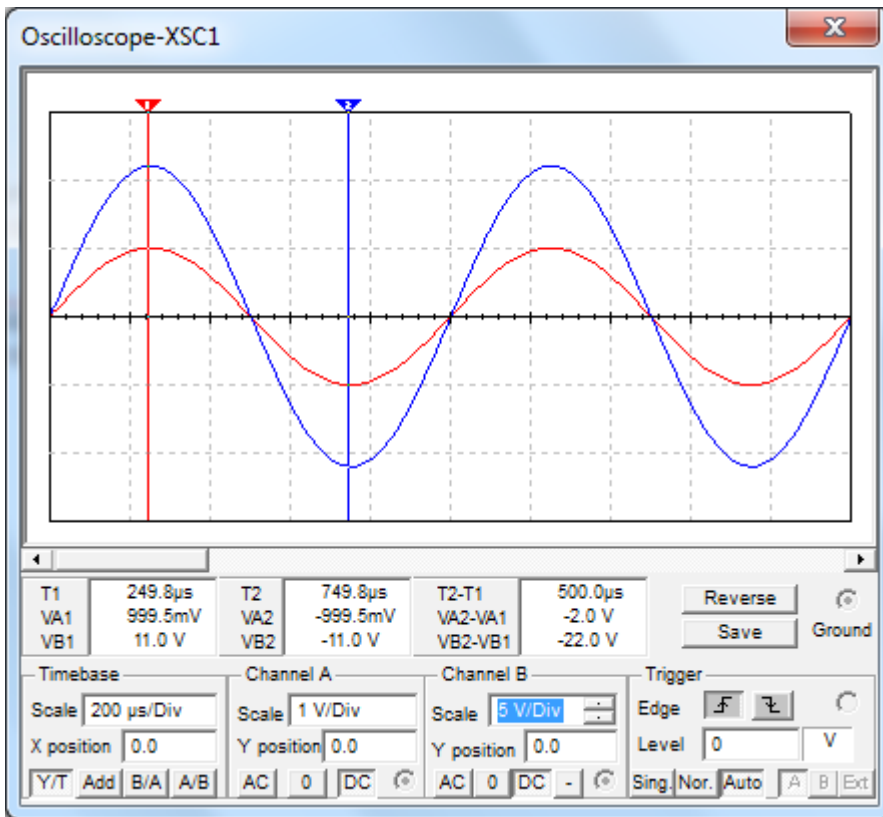 Oscilloscope-XSC1
1 2
T1 249.8µs T2 749.8µs T2-T1 500.0µs
VA1 999.5mV VA2 -999.5mV VA2-VA1 -2.0 V
VB1 11.0 V VB2 -11.0 V VB2-VB1 -22.0 V
Reverse
Save Ground
Timebase Channel A Channel B Trigger
Scale 200 µs/Div Scale 1 V/Div Scale 5 V/Div Edge
X position 0.0 Y position 0.0 Y position 0.0 Level 0 V
Y/T Add B/A A/B AC 0 DC AC 0 DC - Sing. Nor. Auto A B Ext